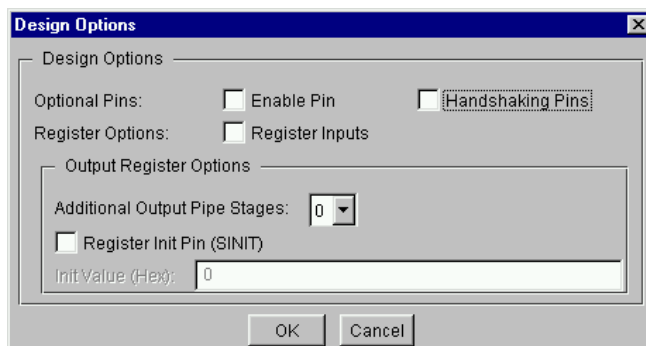 Design Options
Design Options
Optional Pins: Enable Pin Handshaking Pins
Register Options: Register Inputs
Output Register Options
Additional Output Pipe Stages: 0
Register Init Pin (SINIT)
Init Value (Hex): 0
OK Cancel